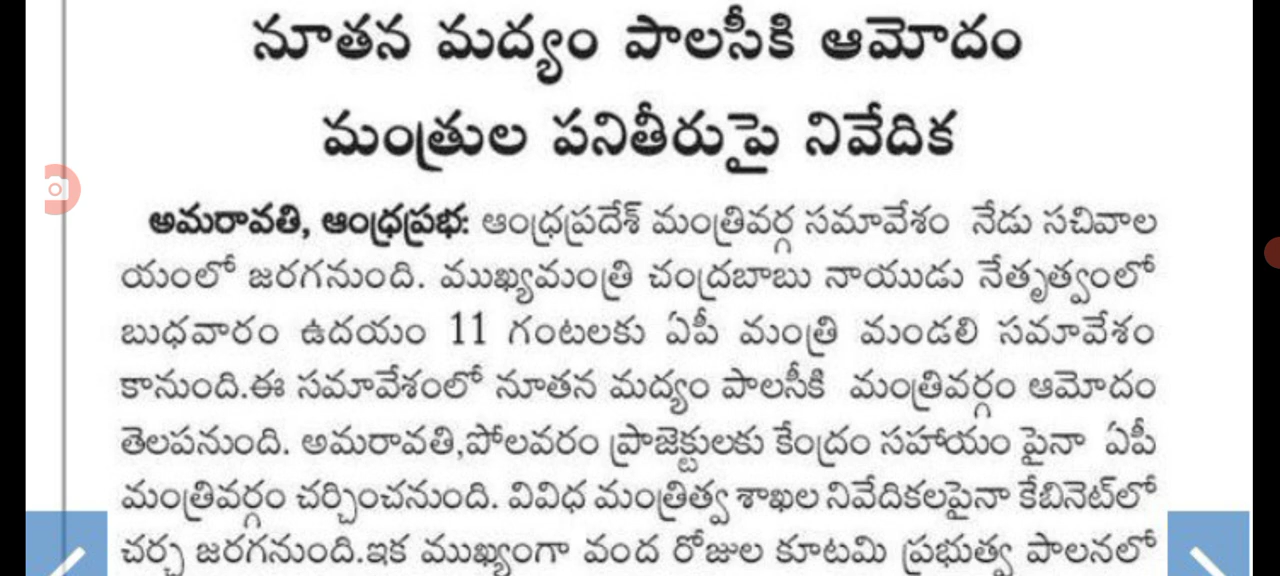 నూతన మద్యం పాలసీకి ఆమోదం
మంత్రుల పనితీరుపై నివేదిక
అమరావతి, ఆంధ్రప్రభ: ఆంధ్రప్రదేశ్ మంత్రివర్గ సమావేశం నేడు సచివాల
యంలో జరగనుంది. ముఖ్యమంత్రి చంద్రబాబు నాయుడు నేతృత్వంలో
బుధవారం ఉదయం 11 గంటలకు ఏపీ మంత్రి మండలి సమావేశం
కానుంది.ఈ సమావేశంలో నూతన మద్యం పాలసీకి మంత్రివర్గం ఆమోదం
తెలపనుంది. అమరావతి,పోలవరం ప్రాజెక్టులకు కేంద్రం సహాయం పైనా ఏపీ
మంత్రివర్గం చర్చించనుంది. వివిధ మంత్రిత్వ శాఖల నివేదికలపైనా కేబినెట్‌లో
చర్చ జరగనుంది.ఇక ముఖ్యంగా వంద రోజుల కూటమి ప్రభుత్వ పాలనలో